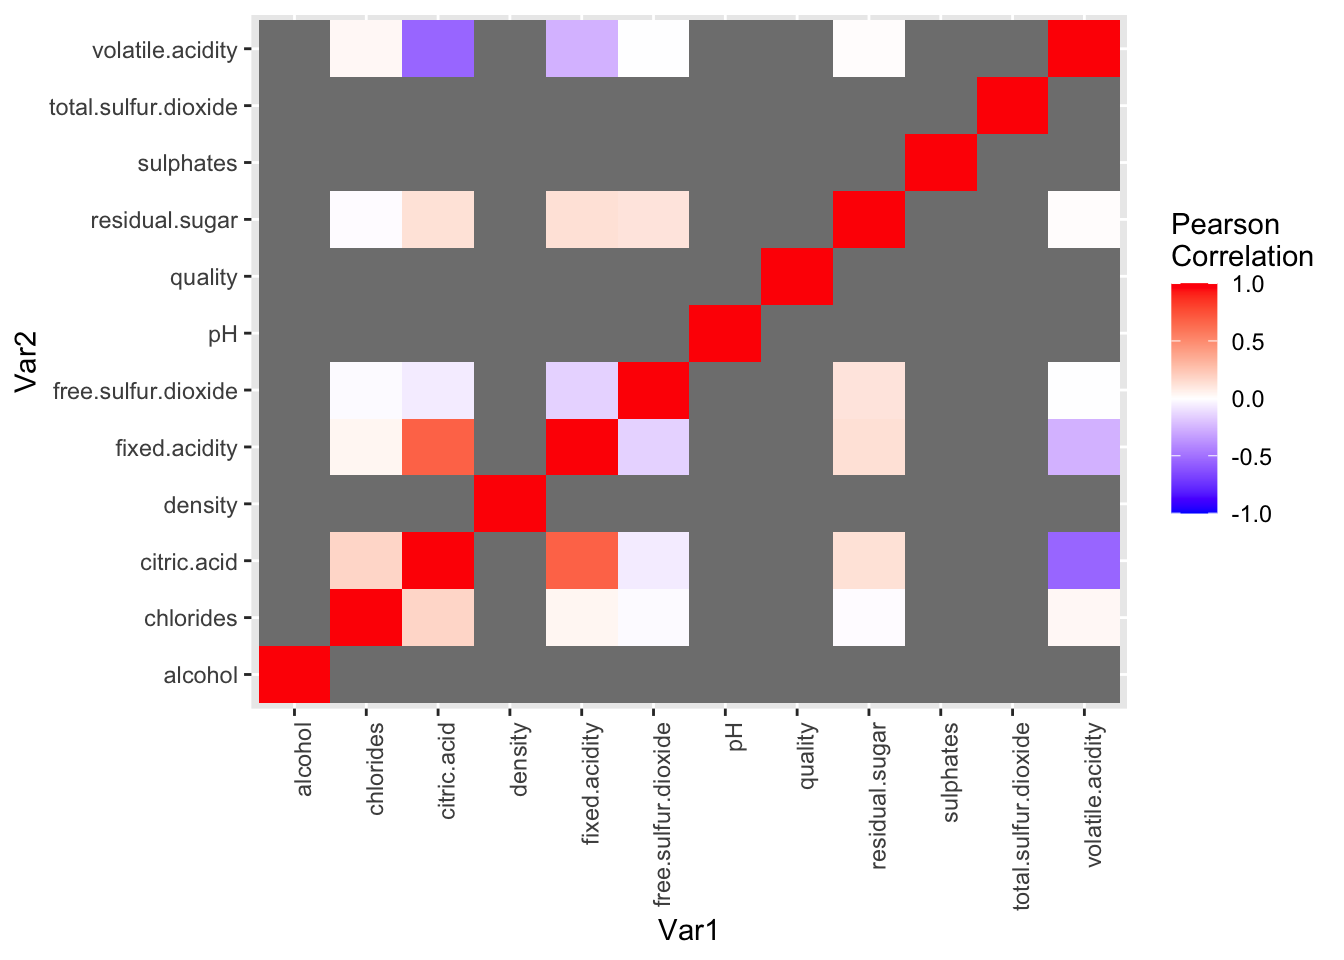 volatile.acidity
total.sulfur.dioxide
sulphates
residual.sugar
quality
pH
free.sulfur.dioxide
fixed.acidity
density
citric.acid
chlorides
alcohol
Var2
alcohol
chlorides
citric.acid
density
fixed.acidity
free.sulfur.dioxide
pH
quality
residual.sugar
sulphates
total.sulfur.dioxide
volatile.acidity
Var1
Pearson
Correlation
1.0
0.5
0.0
-0.5
-1.0